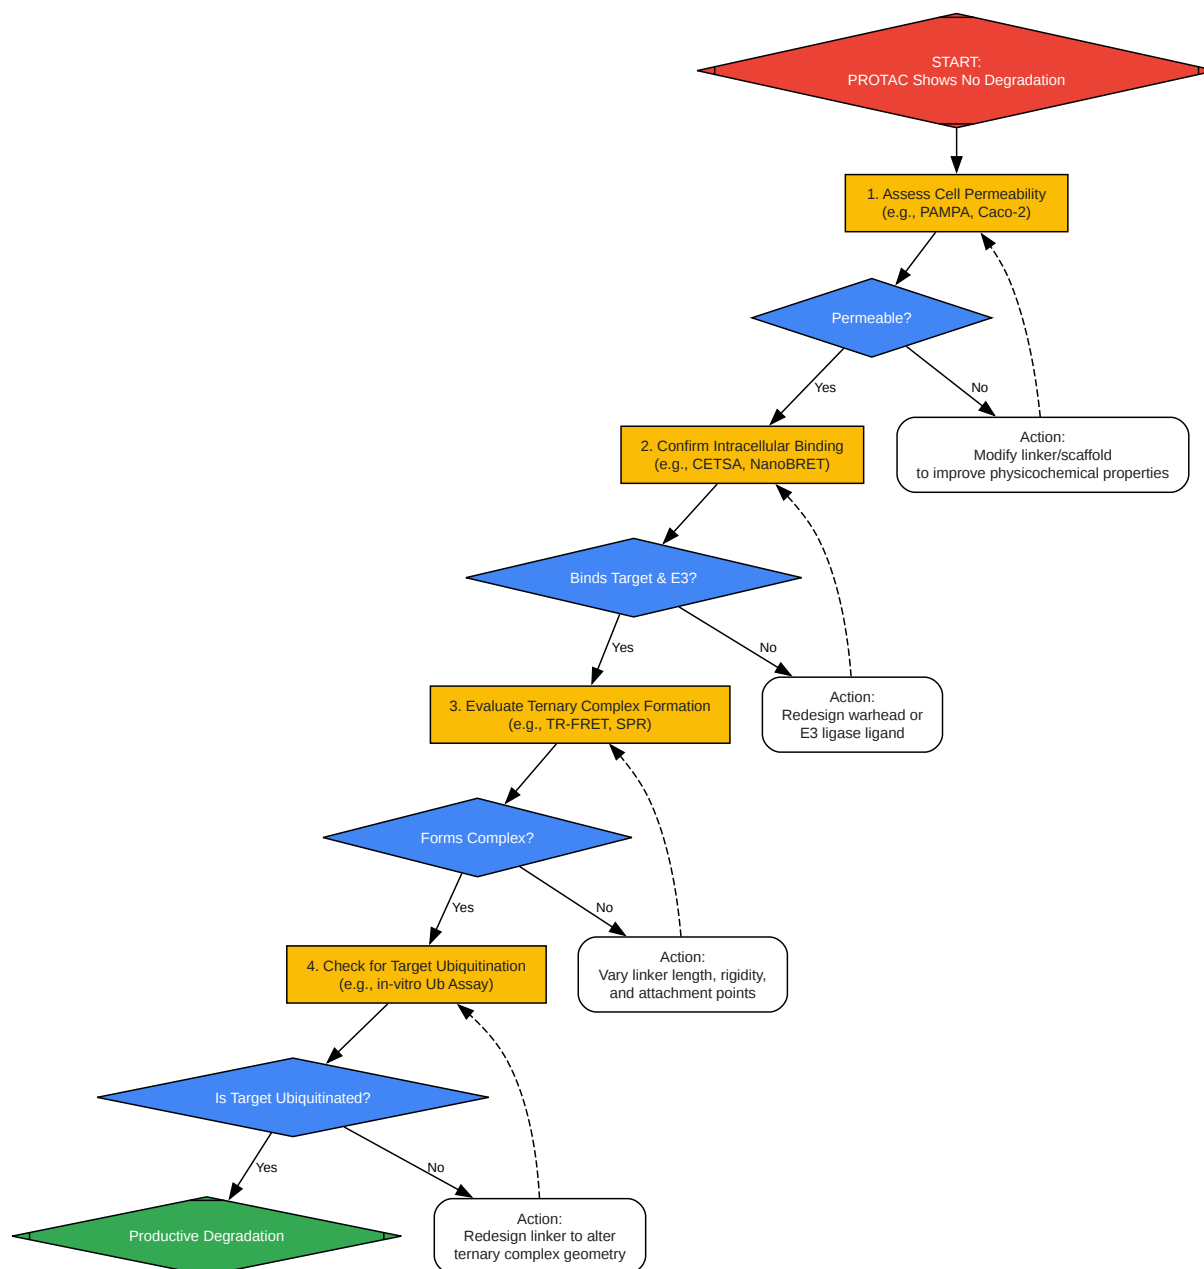 START:
PROTAC Shows No Degradation
1. Assess Cell Permeability
(e.g., PAMPA, Caco-2)
Permeable?
Yes
No
Action:
Modify linker/scaffold
to improve physicochemical properties
2. Confirm Intracellular Binding
(e.g., CETSA, NanoBRET)
Binds Target & E3?
Yes
No
Action:
Redesign warhead or
E3 ligase ligand
3. Evaluate Ternary Complex Formation
(e.g., TR-FRET, SPR)
Forms Complex?
Yes
No
Action:
Vary linker length, rigidity,
and attachment points
4. Check for Target Ubiquitination
(e.g., in-vitro Ub Assay)
Is Target Ubiquitinated?
Yes
No
Productive Degradation
Action:
Redesign linker to alter
ternary complex geometry